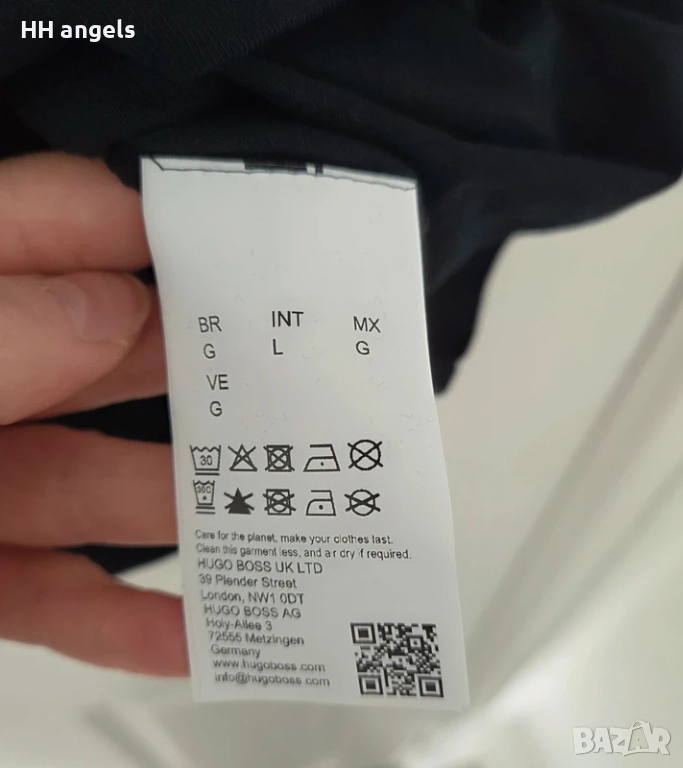 HH angels
BR INT MX
G L G
VE
G
30
30C
Care for the planet, make your clothes last.
Clean this garment less, and air dry if required.
HUGO BOSS UK LTD
39 Plender Street
London, NW1 0DT
HUGO BOSS AG
Holy-Allee 3
72555 Metzingen
Germany
www.hugoboss.com
info@hugoboss.com
BAZAR